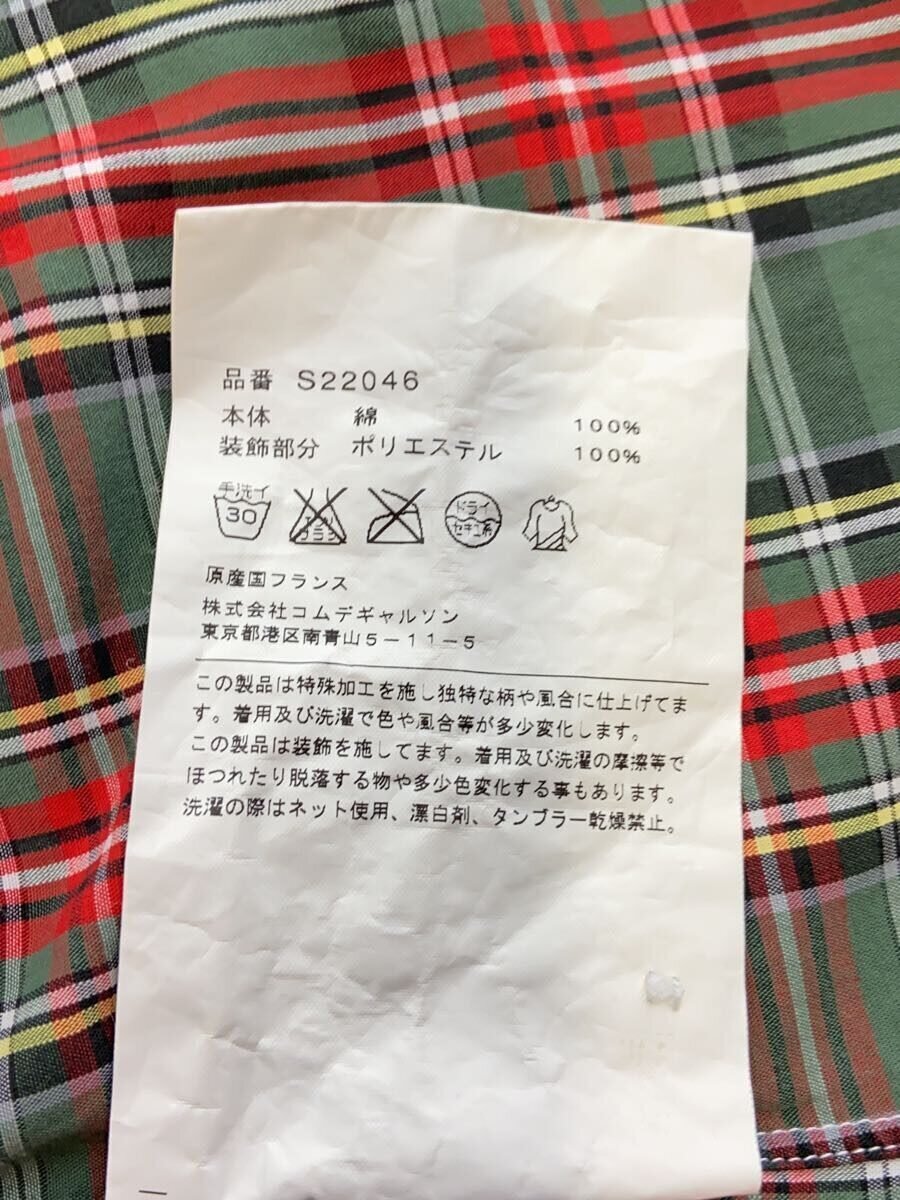 品番 S22046
本体 綿 100%
装飾部分 ポリエステル 100%
手洗イ
30
ドライ
セキユ系
原産国フランス
株式会社コムデギャルソン
東京都港区南青山5-11-5
この製品は特殊加工を施し独特な柄や風合に仕上げてま
す。着用及び洗濯で色や風合等が多少変化します。
この製品は装飾を施してます。着用及び洗濯の摩擦等で
ほつれたり脱落する物や多少色変化する事もあります。
洗濯の際はネット使用、漂白剤、タンブラー乾燥禁止。